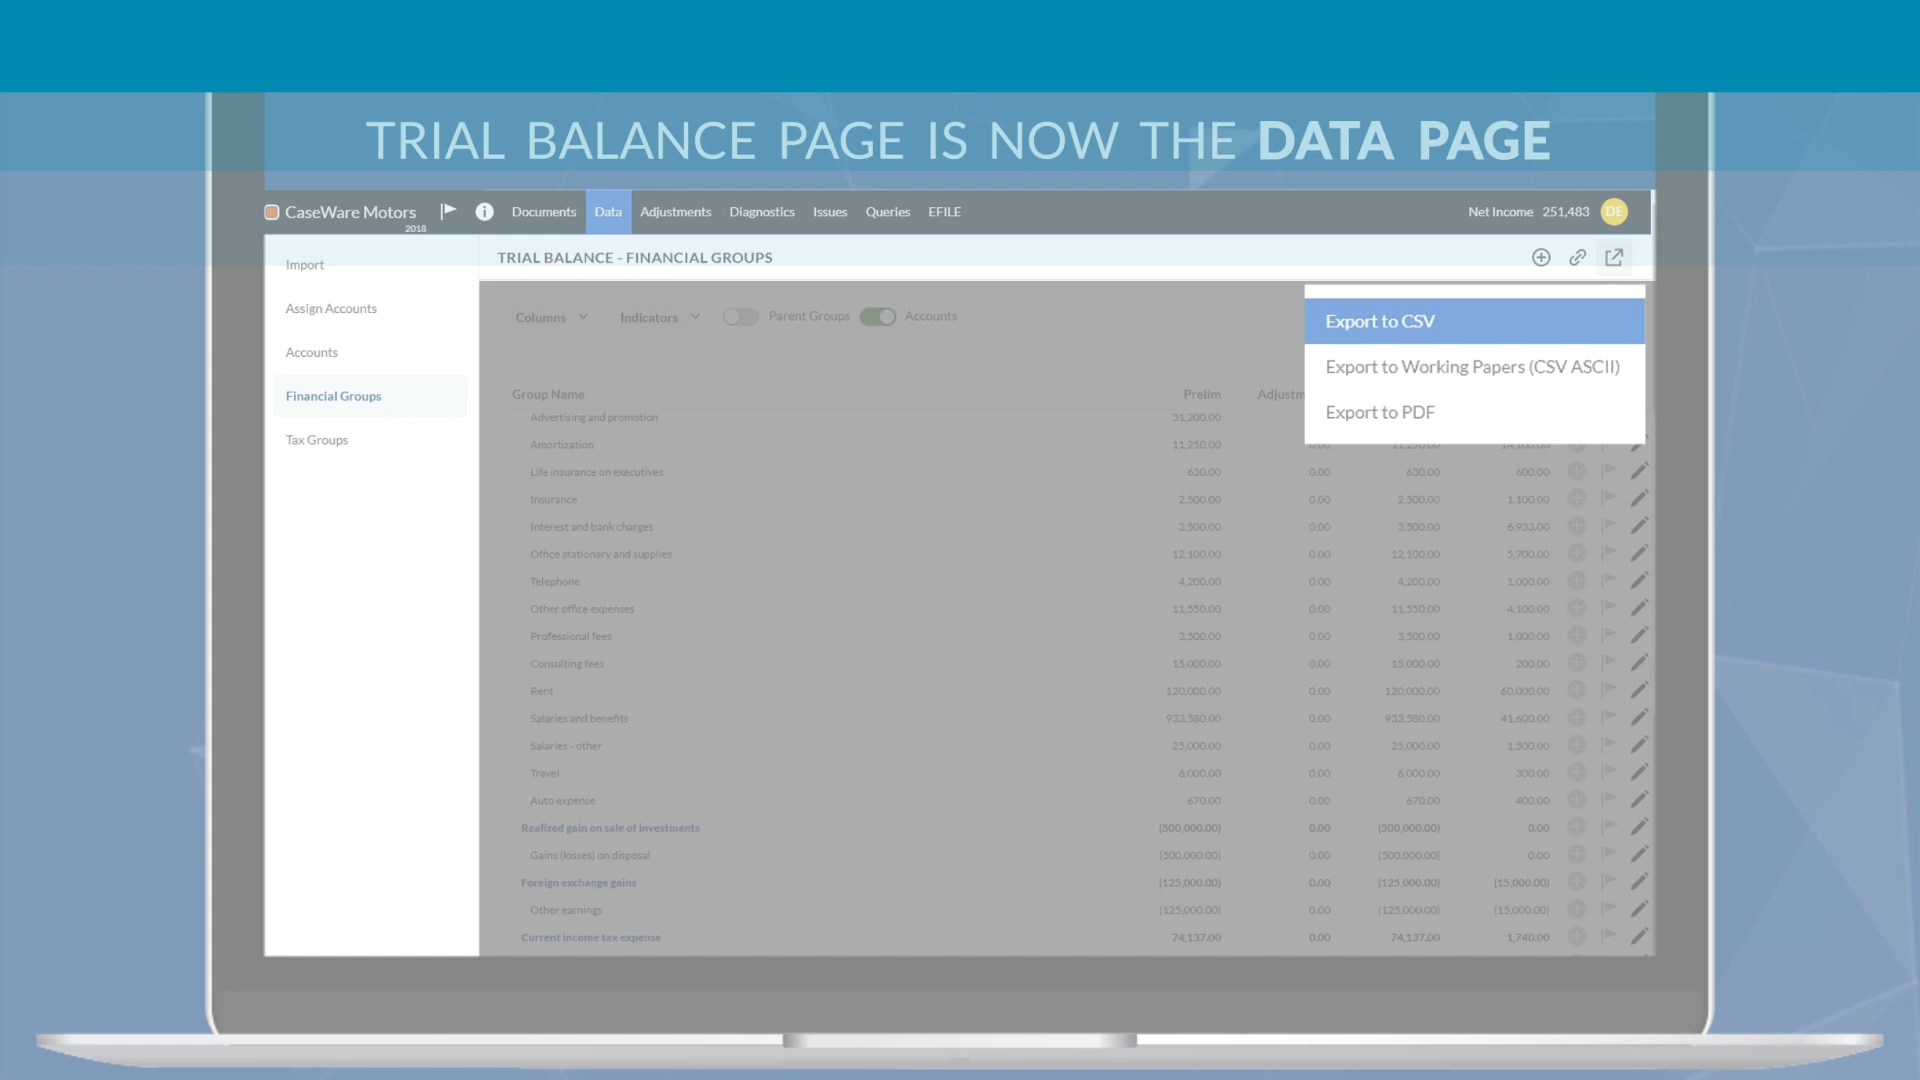 TRIAL BALANCE PAGE IS NOW THE DATA PAGE
CaseWare Motors
2018
Documents Data Adjustments Diagnostics Issues Queries EFILE
Net Income 251,483 DE
Import
Assign Accounts
Accounts
Financial Groups
Tax Groups
TRIAL BALANCE - FINANCIAL GROUPS
Columns Indicators Parent Groups Accounts
Export to CSV
Export to Working Papers (CSV ASCII)
Export to PDF
Group Name Prelim Adjustm
Advertising and promotion 31,200.00
Amortization 11,250.00 0.00 11,250.00 14,100.00
Life insurance on executives 630.00 0.00 630.00 600.00
Insurance 2,500.00 0.00 2,500.00 1,100.00
Interest and bank charges 3,500.00 0.00 3,500.00 6,933.00
Office stationary and supplies 12,100.00 0.00 12,100.00 5,700.00
Telephone 4,200.00 0.00 4,200.00 1,000.00
Other office expenses 11,550.00 0.00 11,550.00 4,100.00
Professional fees 3,500.00 0.00 3,500.00 1,000.00
Consulting fees 15,000.00 0.00 15,000.00 200.00
Rent 120,000.00 0.00 120,000.00 60,000.00
Salaries and benefits 933,580.00 0.00 933,580.00 41,600.00
Salaries - other 25,000.00 0.00 25,000.00 1,500.00
Travel 6,000.00 0.00 6,000.00 300.00
Auto expense 670.00 0.00 670.00 400.00
Realized gain on sale of investments (500,000.00) 0.00 (500,000.00) 0.00
Gains (losses) on disposal (500,000.00) 0.00 (500,000.00) 0.00
Foreign exchange gains (125,000.00) 0.00 (125,000.00) (15,000.00)
Other earnings (125,000.00) 0.00 (125,000.00) (15,000.00)
Current income tax expense 74,137.00 0.00 74,137.00 1,740.00